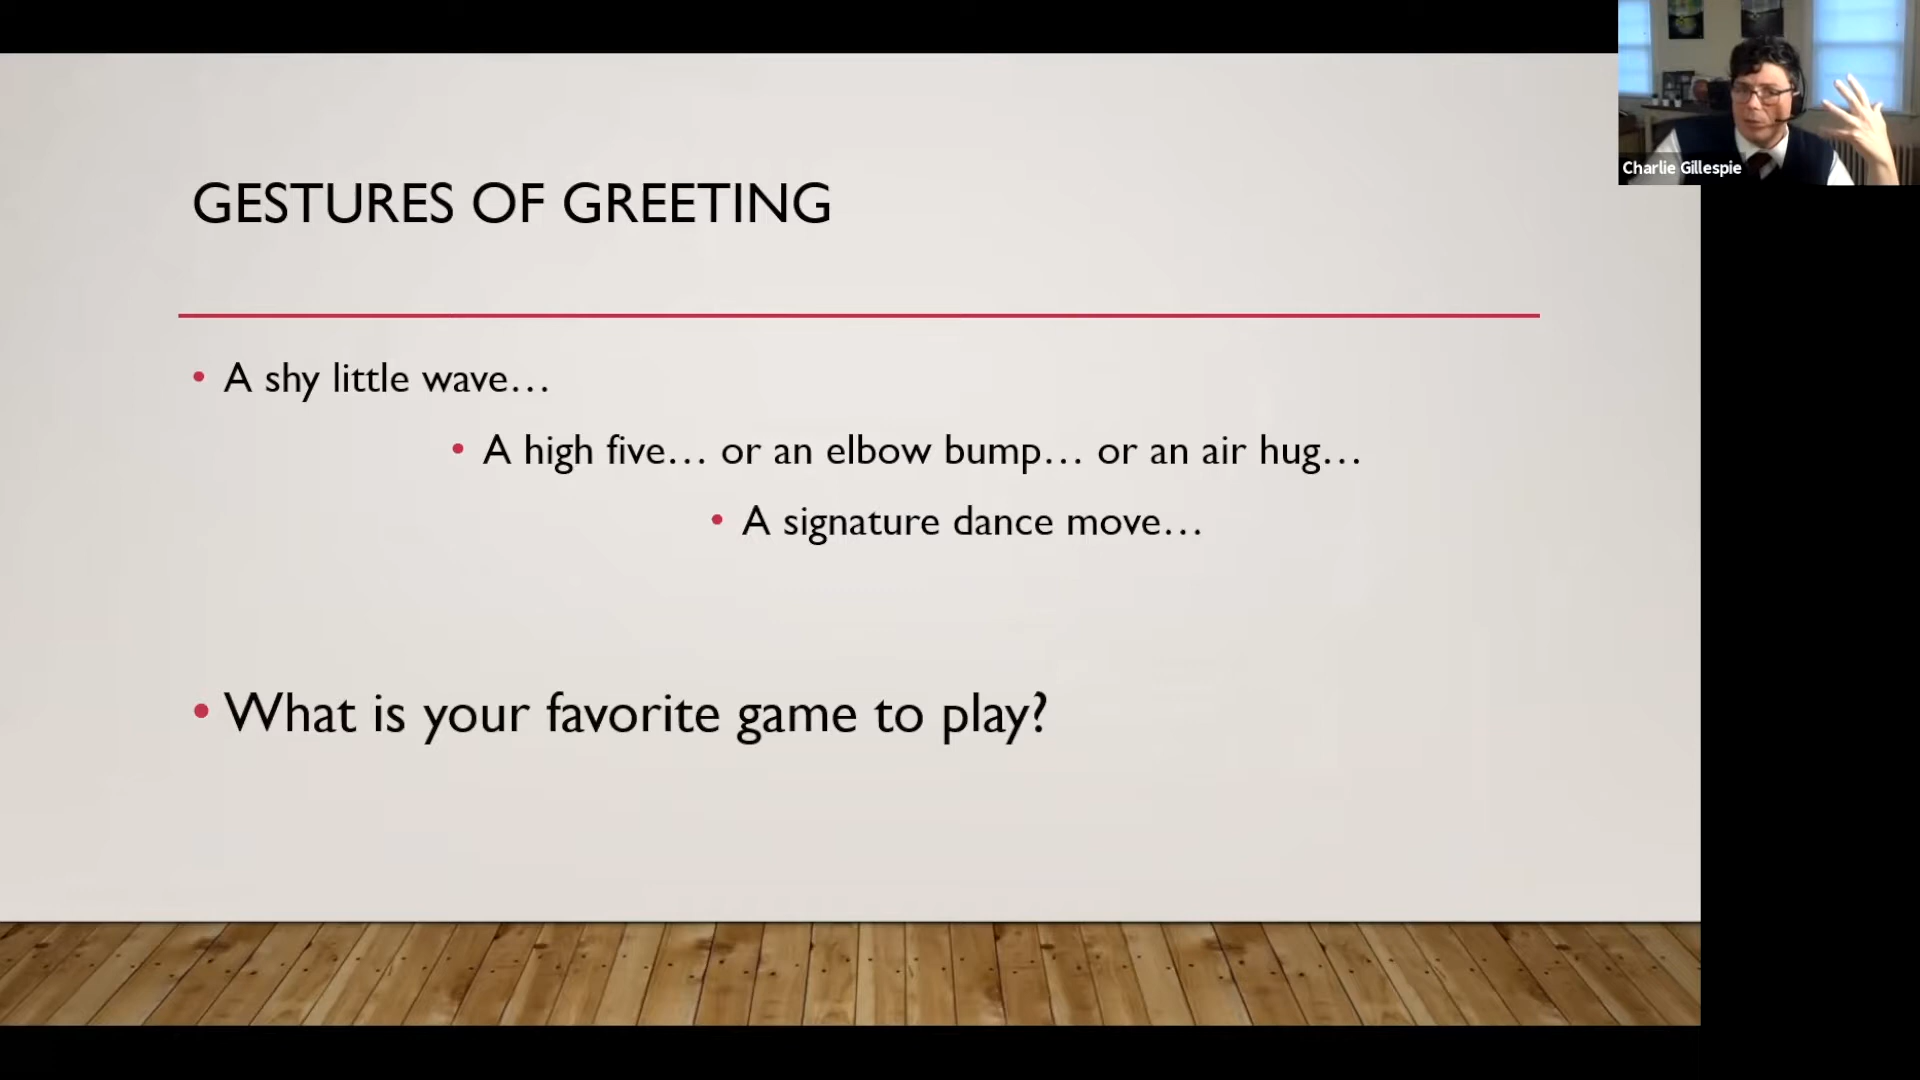 Charlie Gillespie
GESTURES OF GREETING
• A shy little wave…
• A high five… or an elbow bump… or an air hug…
• A signature dance move…
• What is your favorite game to play?